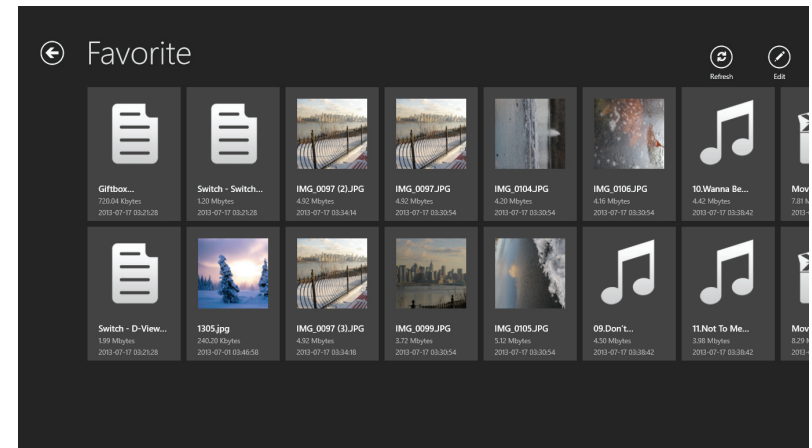 Favorite
Refresh
Edit
Giftbox...
720.04 Kbytes
2013-07-17 03:21:28
Switch - Switch...
1.20 Mbytes
2013-07-17 03:21:28
IMG_0097 (2).JPG
4.92 Mbytes
2013-07-17 03:34:14
IMG_0097.JPG
4.92 Mbytes
2013-07-17 03:30:54
IMG_0104.JPG
4.20 Mbytes
2013-07-17 03:30:54
IMG_0106.JPG
4.16 Mbytes
2013-07-17 03:30:54
10.Wanna Be...
4.42 Mbytes
2013-07-17 03:38:42
Mov
7.81 M
2013-
Switch - D-View...
1.99 Mbytes
2013-07-17 03:21:28
1305.jpg
240.20 Kbytes
2013-07-01 03:46:58
IMG_0097 (3).JPG
4.92 Mbytes
2013-07-17 03:34:18
IMG_0099.JPG
3.72 Mbytes
2013-07-17 03:30:54
IMG_0105.JPG
5.12 Mbytes
2013-07-17 03:30:54
09.Don't...
4.50 Mbytes
2013-07-17 03:38:42
11.Not To Me...
3.98 Mbytes
2013-07-17 03:38:42
Mov
8.29 M
2013-